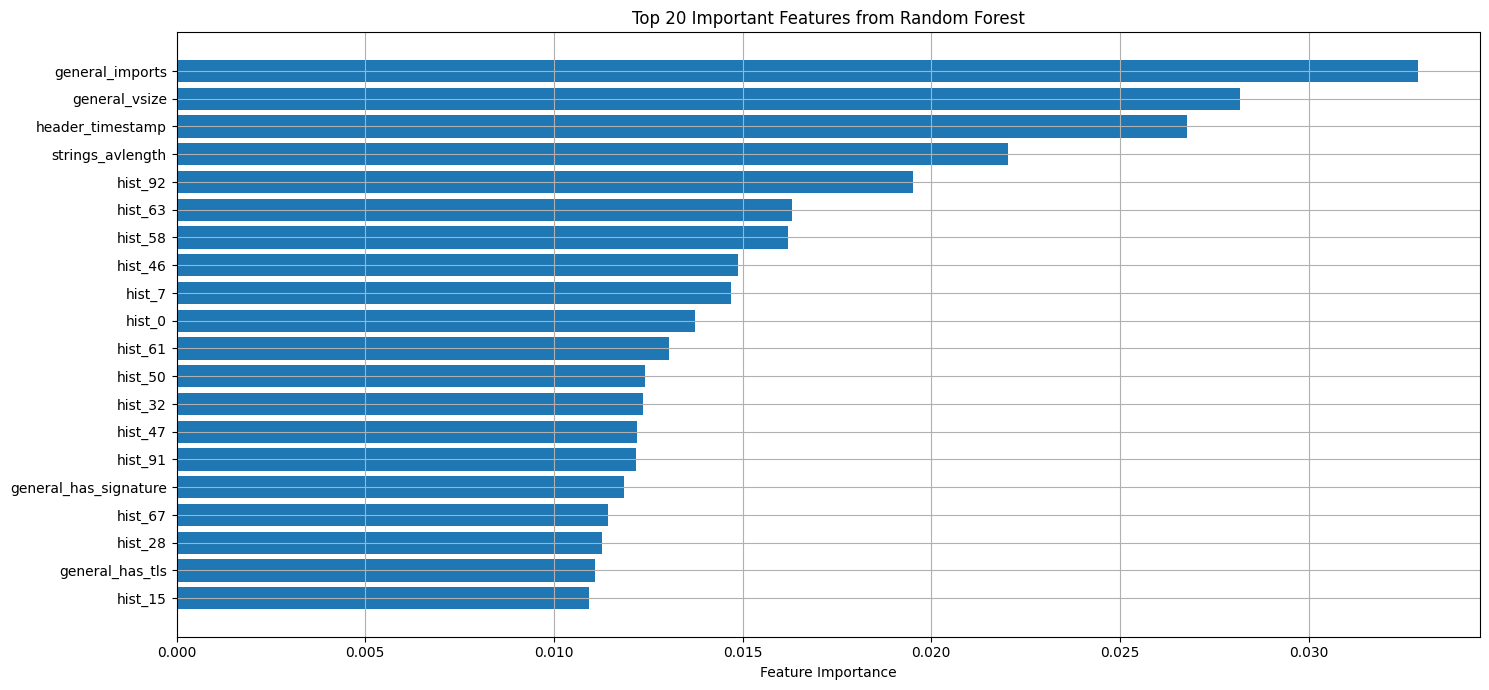 Top 20 Important Features from Random Forest
general_imports
general_vsize
header_timestamp
strings_avlength
hist_92
hist_63
hist_58
hist_46
hist_7
hist_0
hist_61
hist_50
hist_32
hist_47
hist_91
general_has_signature
hist_67
hist_28
general_has_tls
hist_15
0.000 0.005 0.010 0.015 0.020 0.025 0.030
Feature Importance